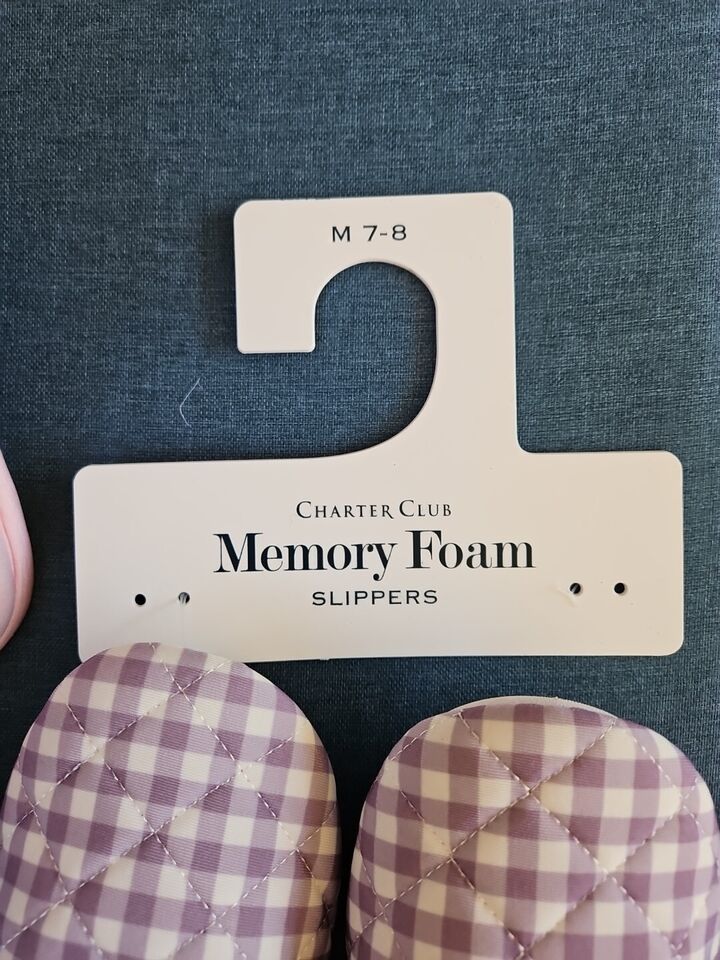 M 7-8
CHARTER CLUB
Memory Foam
SLIPPERS